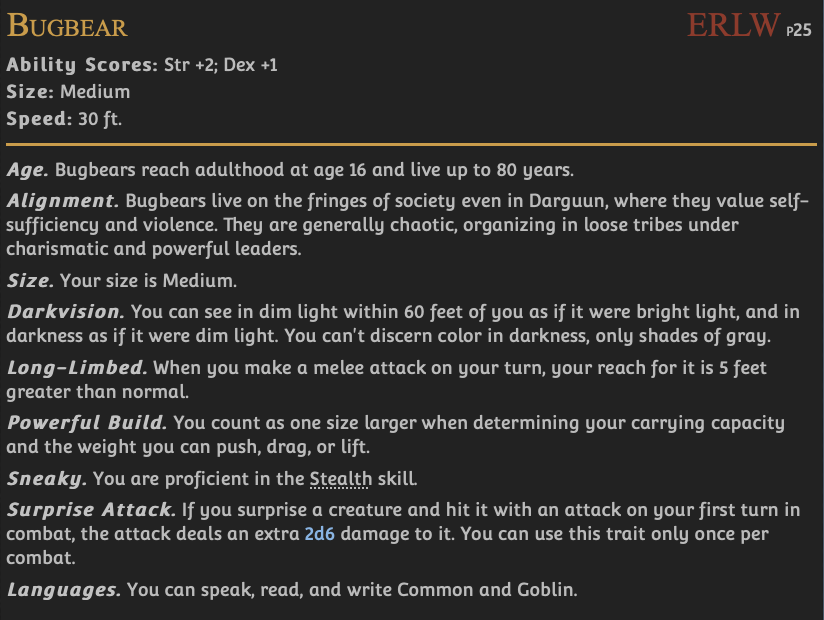 Bugbear ERLW p25
Ability Scores: Str +2; Dex +1
Size: Medium
Speed: 30 ft.
Age. Bugbears reach adulthood at age 16 and live up to 80 years.
Alignment. Bugbears live on the fringes of society even in Darguun, where they value self-
sufficiency and violence. They are generally chaotic, organizing in loose tribes under
charismatic and powerful leaders.
Size. Your size is Medium.
Darkvision. You can see in dim light within 60 feet of you as if it were bright light, and in
darkness as if it were dim light. You can't discern color in darkness, only shades of gray.
Long-Limbed. When you make a melee attack on your turn, your reach for it is 5 feet
greater than normal.
Powerful Build. You count as one size larger when determining your carrying capacity
and the weight you can push, drag, or lift.
Sneaky. You are proficient in the Stealth skill.
Surprise Attack. If you surprise a creature and hit it with an attack on your first turn in
combat, the attack deals an extra 2d6 damage to it. You can use this trait only once per
combat.
Languages. You can speak, read, and write Common and Goblin.